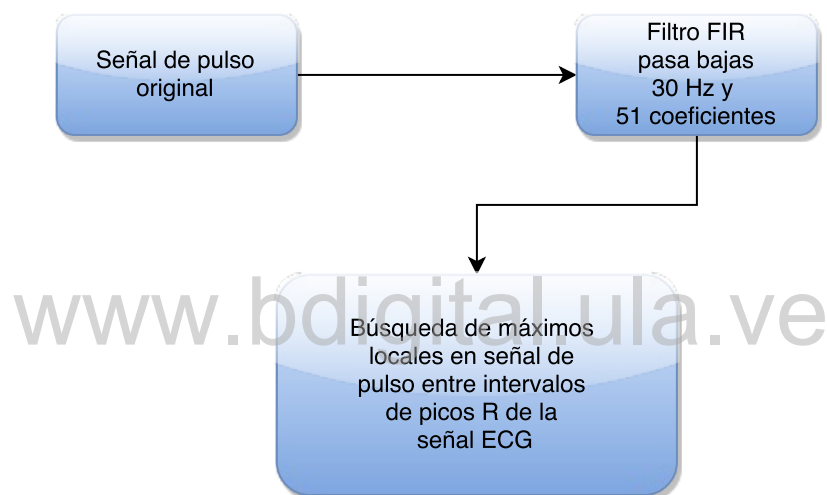 Señal de pulso
original
Filtro FIR
pasa bajas
30 Hz y
51 coeficientes
www.bdigital.ula.ve
Búsqueda de máximos
locales en señal de
pulso entre intervalos
de picos R de la
señal ECG